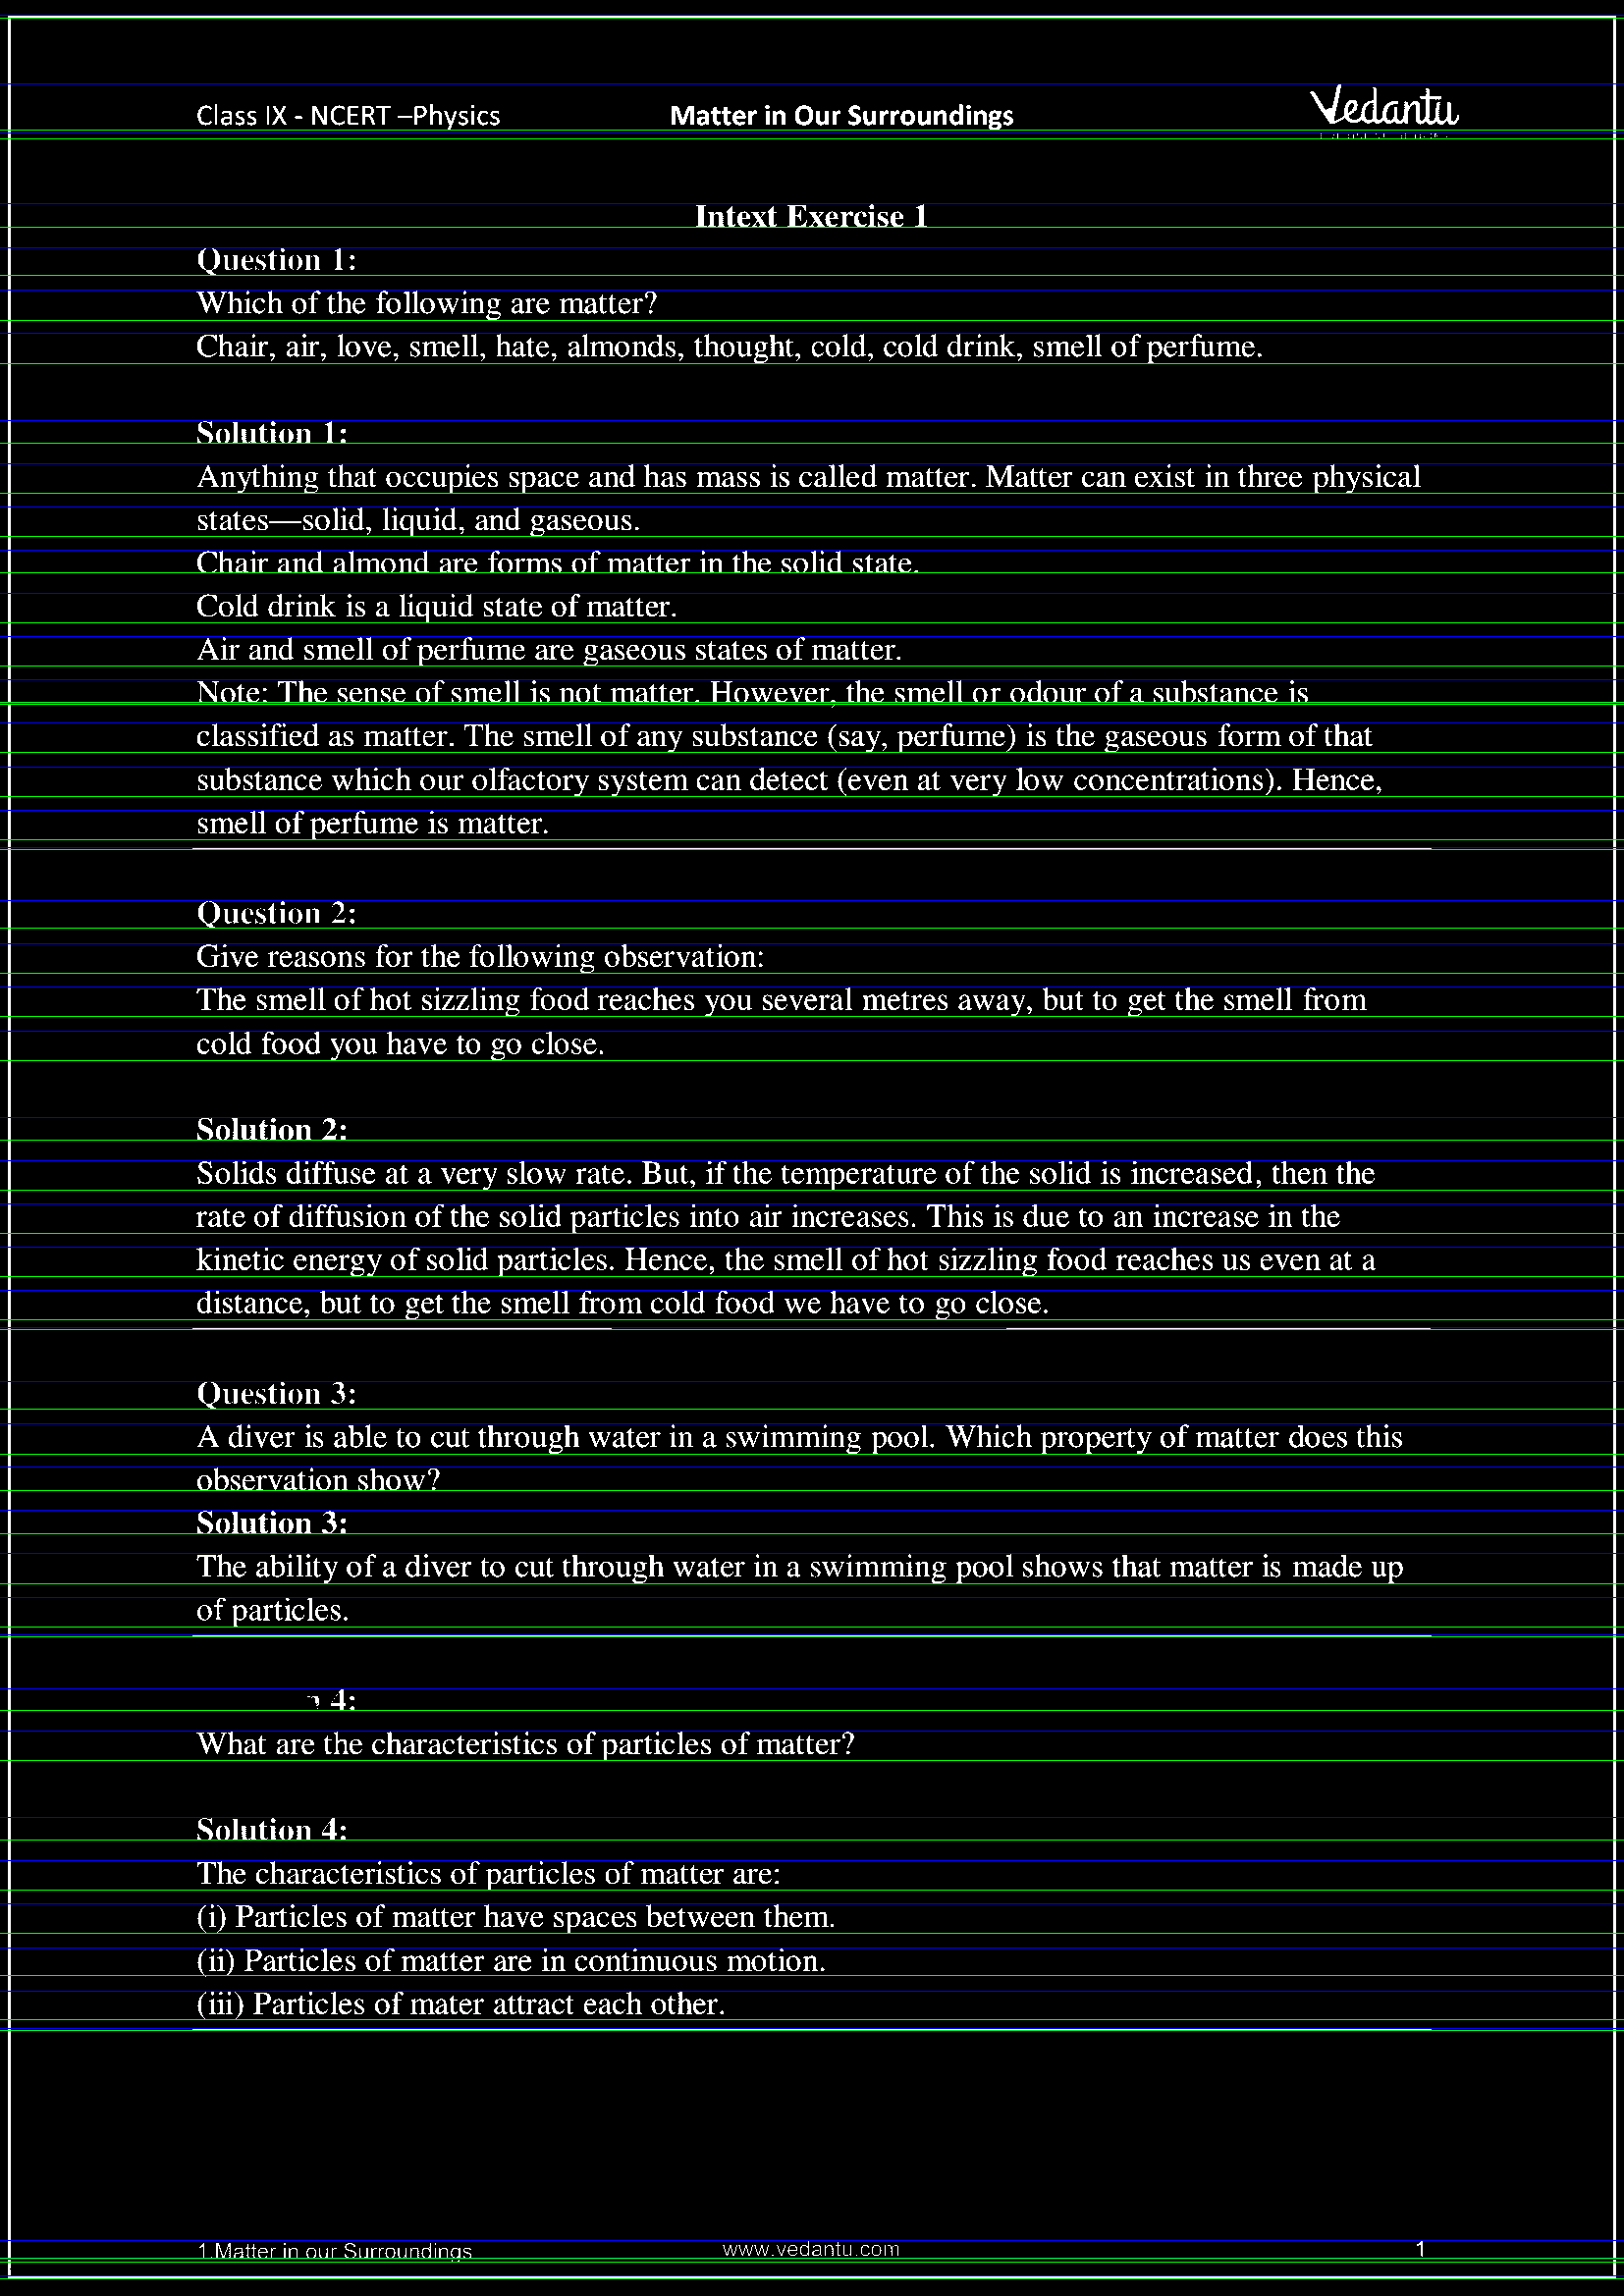 Class IX - NCERT –Physics Matter in Our Surroundings Vedantu
Intext Exercise 1
Question 1:
Which of the following are matter?
Chair, air, love, smell, hate, almonds, thought, cold, cold drink, smell of perfume.
Solution 1:
Anything that occupies space and has mass is called matter. Matter can exist in three physical
states—solid, liquid, and gaseous.
Chair and almond are forms of matter in the solid state.
Cold drink is a liquid state of matter.
Air and smell of perfume are gaseous states of matter.
Note: The sense of smell is not matter. However, the smell or odour of a substance is
classified as matter. The smell of any substance (say, perfume) is the gaseous form of that
substance which our olfactory system can detect (even at very low concentrations). Hence,
smell of perfume is matter.
Question 2:
Give reasons for the following observation:
The smell of hot sizzling food reaches you several metres away, but to get the smell from
cold food you have to go close.
Solution 2:
Solids diffuse at a very slow rate. But, if the temperature of the solid is increased, then the
rate of diffusion of the solid particles into air increases. This is due to an increase in the
kinetic energy of solid particles. Hence, the smell of hot sizzling food reaches us even at a
distance, but to get the smell from cold food we have to go close.
Question 3:
A diver is able to cut through water in a swimming pool. Which property of matter does this
observation show?
Solution 3:
The ability of a diver to cut through water in a swimming pool shows that matter is made up
of particles.
4:
What are the characteristics of particles of matter?
Solution 4:
The characteristics of particles of matter are:
(i) Particles of matter have spaces between them.
(ii) Particles of matter are in continuous motion.
(iii) Particles of mater attract each other.
1.Matter in our Surroundings www.vedantu.com 1